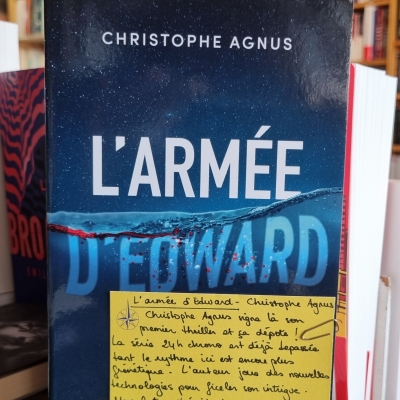 CHRISTOPHE AGNUS
L'ARMÉE
D'EDWARD
L'armée d'Edward - Christophe Agnus
Christophe Agnus signe là son
premier thriller et ça dépote !
La série 24h chrono est déjà dépassée
tant le rythme ici est encore plus
frénétique. L'auteur joue des nouvelles
technologies pour ficeler son intrigue.
BRO